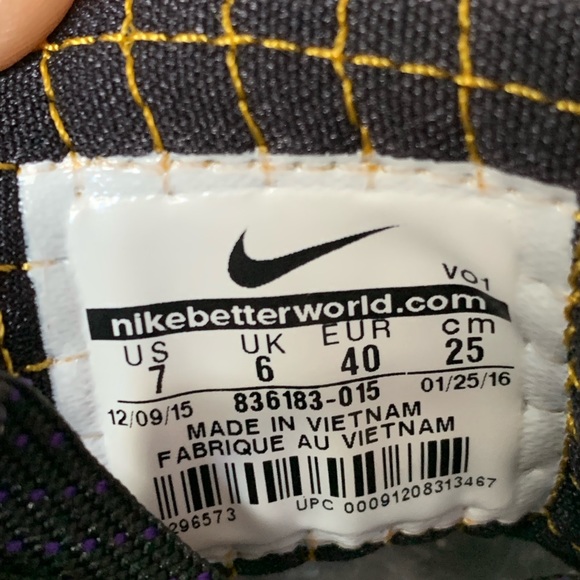 VO1
nikebetterworld.com
US UK EUR cm
7 6 40 25
12/09/15 836183-015 01/25/16
MADE IN VIETNAM
FABRIQUE AU VIETNAM
296573 UPC 00091208313467